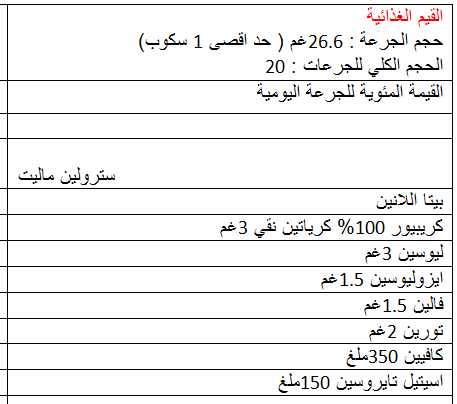 القيم الغذائية
حجم الجرعة : 26.6غم ( حد اقصى 1 سكوب)
الحجم الكلي للجرعات : 20
القيمة المئوية للجرعة اليومية
سترولين ماليت
بيتا اللانين
كريبيور 100% كرياتين نقي 3غم
ليوسين 3غم
ايزوليوسين 1.5غم
فالين 1.5غم
تورين 2غم
كافيين 350ملغ
اسيتيل تايروسين 150ملغ